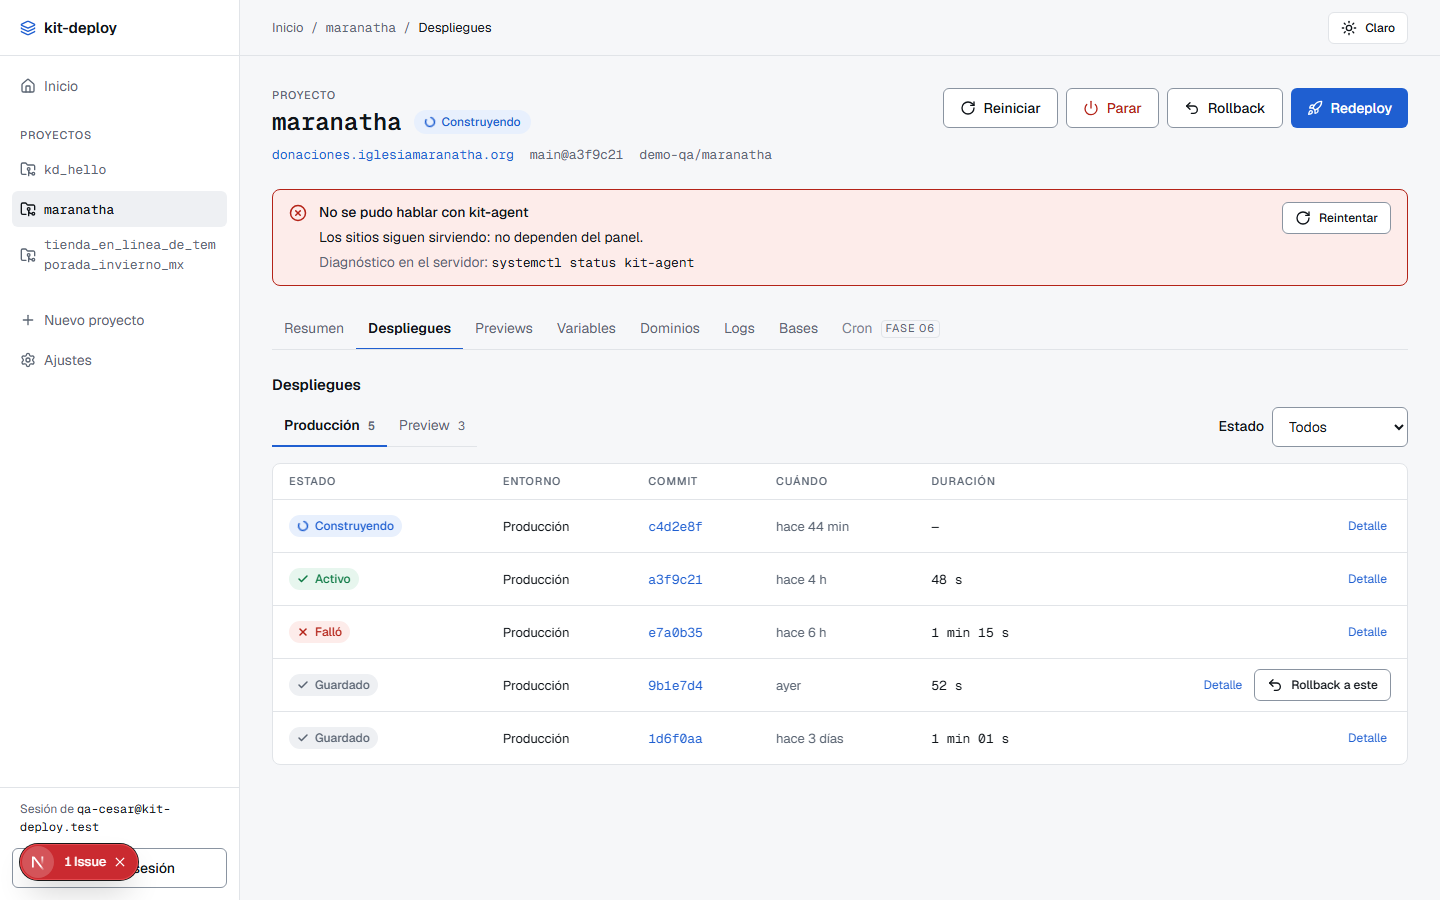 kit-deploy
Inicio / maranatha / Despliegues
Claro
Inicio
PROYECTOS
kd_hello
maranatha
tienda_en_linea_de_tem
porada_invierno_mx
Nuevo proyecto
Ajustes
PROYECTO
maranatha
Construyendo
Reiniciar
Parar
Rollback
Redeploy
donaciones.iglesiamaranatha.org main@a3f9c21 demo-qa/maranatha
No se pudo hablar con kit-agent
Los sitios siguen sirviendo: no dependen del panel.
Diagnóstico en el servidor: systemctl status kit-agent
Reintentar
Resumen Despliegues Previews Variables Dominios Logs Bases Cron FASE 06
Despliegues
Producción 5 Preview 3
Estado Todos
ESTADO ENTORNO COMMIT CUÁNDO DURACIÓN
Construyendo Producción c4d2e8f hace 44 min — Detalle
Activo Producción a3f9c21 hace 4 h 48 s Detalle
Falló Producción e7a0b35 hace 6 h 1 min 15 s Detalle
Guardado Producción 9b1e7d4 ayer 52 s Detalle Rollback a este
Guardado Producción 1d6f0aa hace 3 días 1 min 01 s Detalle
Sesión de qa-cesar@kit-
deploy.test
N 1 Issue